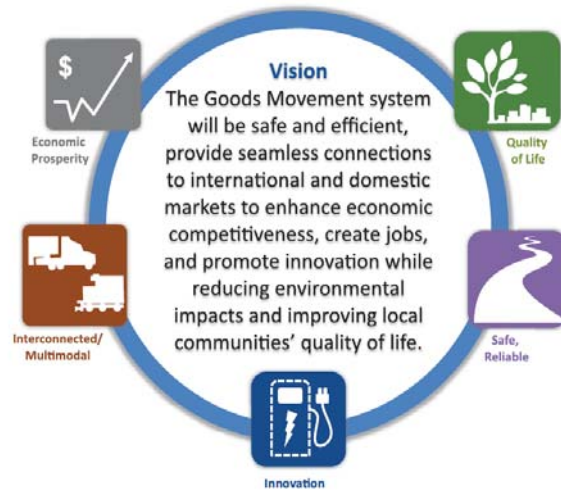 $
Vision
The Goods Movement system
will be safe and efficient,
provide seamless connections
to international and domestic
markets to enhance economic
competitiveness, create jobs,
and promote innovation while
reducing environmental
impacts and improving local
communities’ quality of life.
Economic
Prosperity
Quality
of Life
Interconnected/
Multimodal
Safe,
Reliable
Innovation